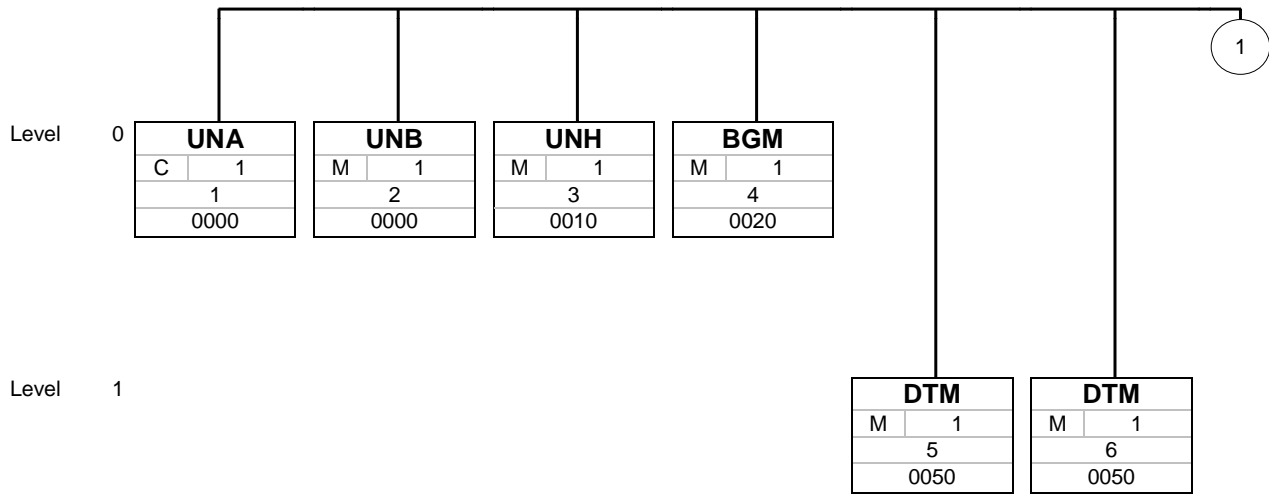 1
Level 0
UNA UNB UNH BGM
C 1 M 1 M 1 M 1
1 2 3 4
0000 0000 0010 0020
Level 1
DTM DTM
M 1 M 1
5 6
0050 0050